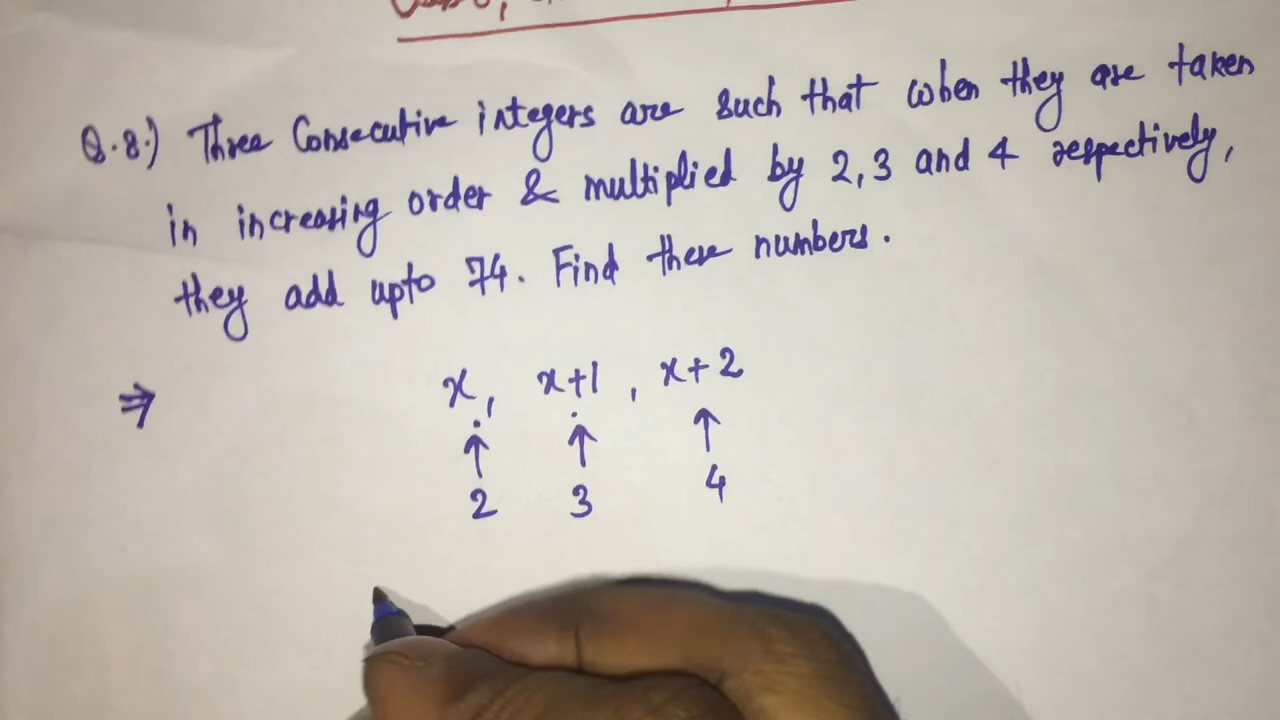 Q.8.) Three Consecutive integers are such that when they are taken
in increasing order & multiplied by 2, 3 and 4 respectively,
they add upto 74. Find these numbers.
⇒ x, x+1, x+2
↑ ↑ ↑
2 3 4